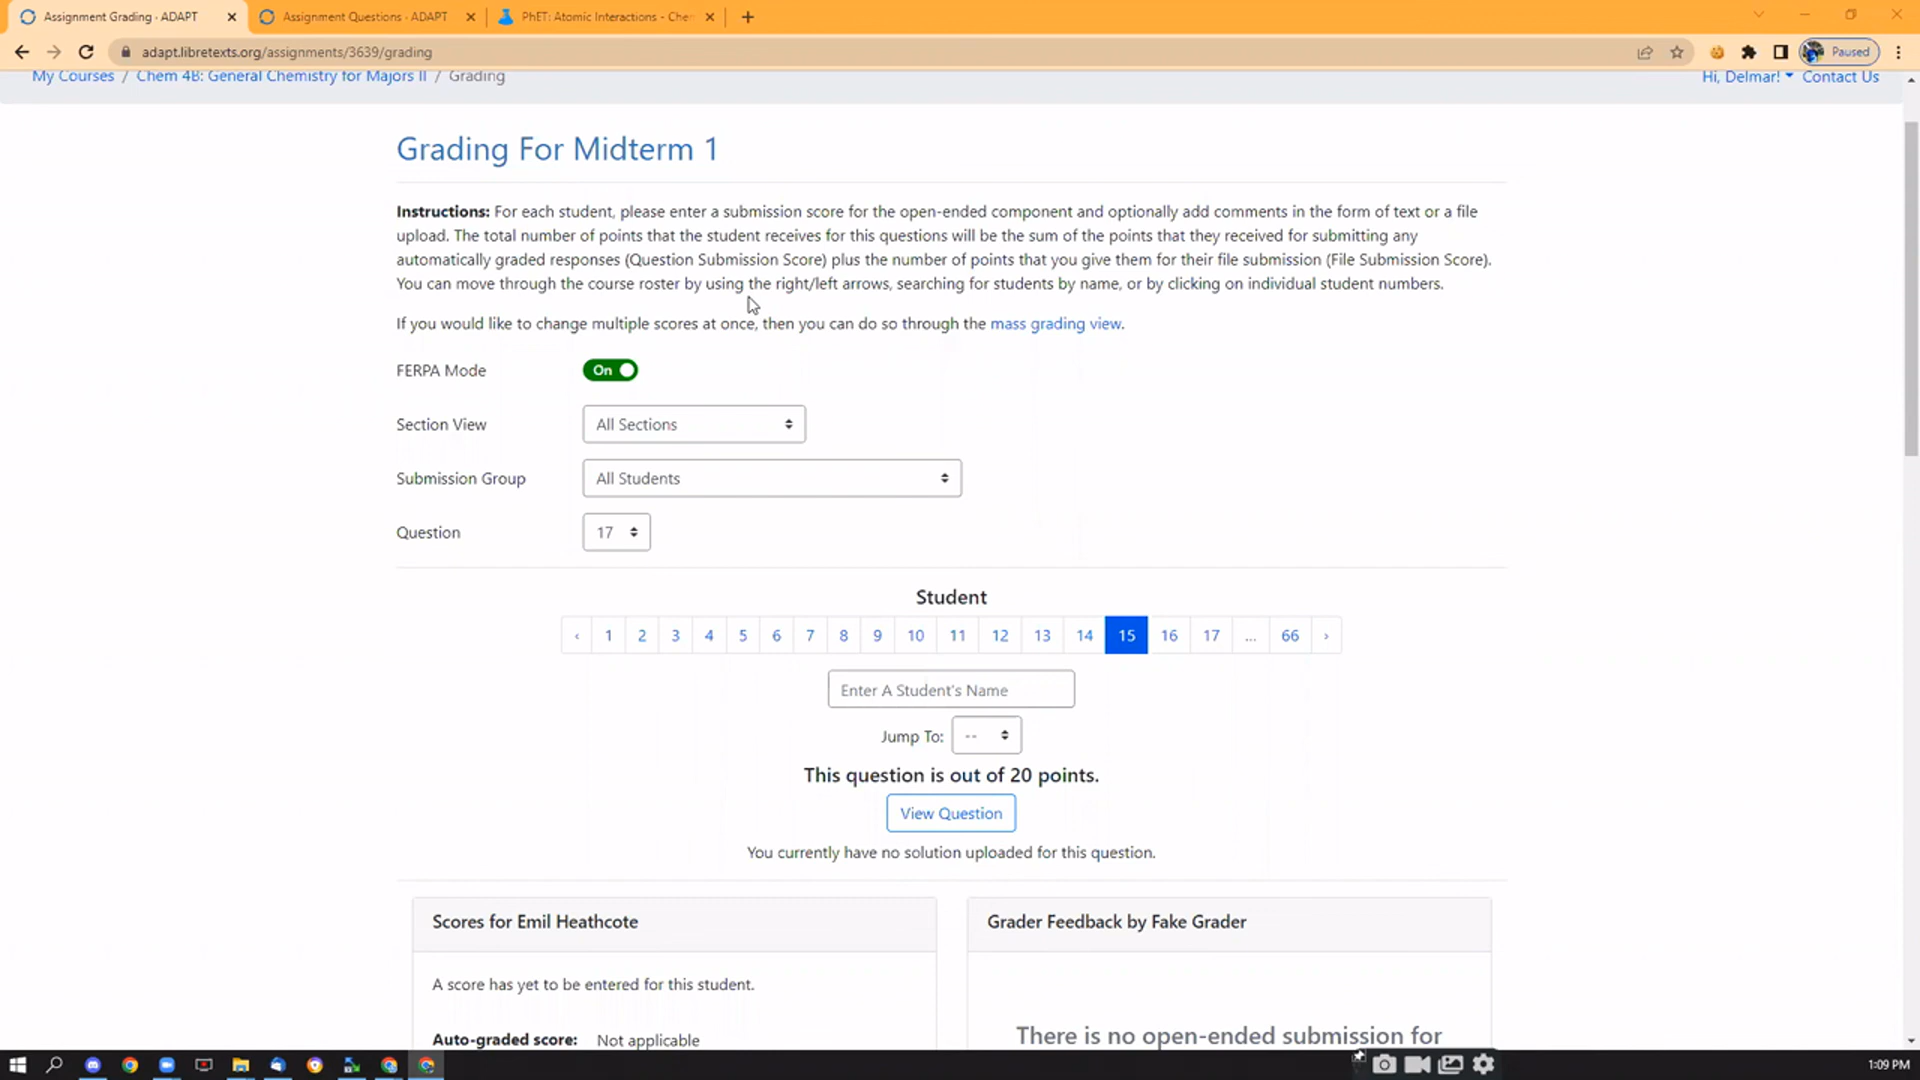 Assignment Grading · ADAPT
Assignment Questions · ADAPT
PhET: Atomic Interactions - Che
adapt.libretexts.org/assignments/3639/grading
Paused
My Courses / Chem 4B: General Chemistry for Majors II / Grading
Hi, Delmar! Contact Us
Grading For Midterm 1
Instructions: For each student, please enter a submission score for the open-ended component and optionally add comments in the form of text or a file
upload. The total number of points that the student receives for this questions will be the sum of the points that they received for submitting any
automatically graded responses (Question Submission Score) plus the number of points that you give them for their file submission (File Submission Score).
You can move through the course roster by using the right/left arrows, searching for students by name, or by clicking on individual student numbers.
If you would like to change multiple scores at once, then you can do so through the mass grading view.
FERPA Mode On
Section View All Sections
Submission Group All Students
Question 17
Student
‹ 1 2 3 4 5 6 7 8 9 10 11 12 13 14 15 16 17 ... 66 ›
Enter A Student's Name
Jump To: --
This question is out of 20 points.
View Question
You currently have no solution uploaded for this question.
Scores for Emil Heathcote
Grader Feedback by Fake Grader
A score has yet to be entered for this student.
Auto-graded score: Not applicable
There is no open-ended submission for
1:09 PM